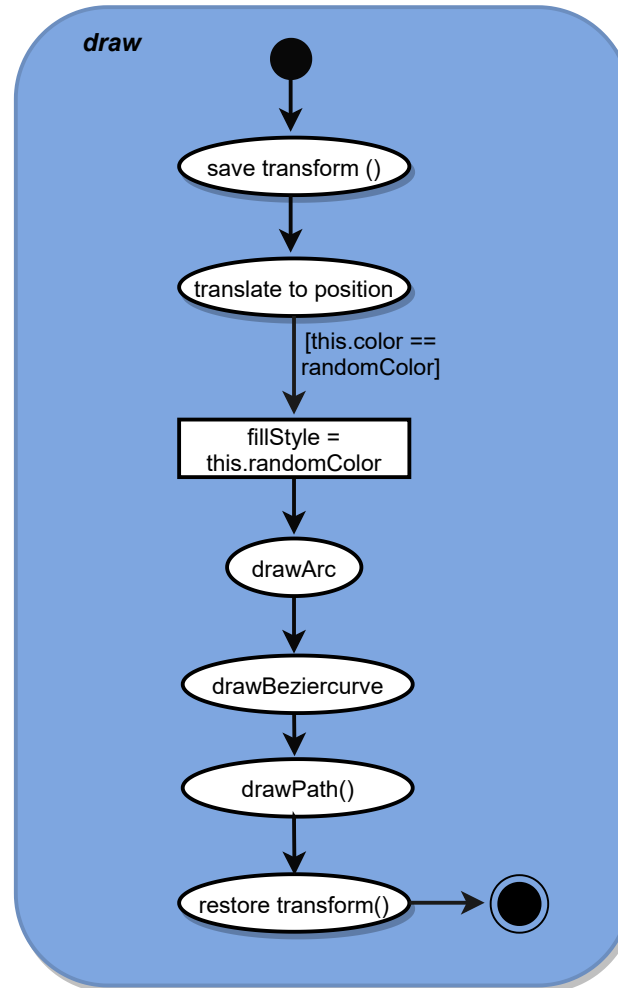 draw
save transform ()
translate to position
[this.color ==
randomColor]
fillStyle =
this.randomColor
drawArc
drawBeziercurve
drawPath()
restore transform()